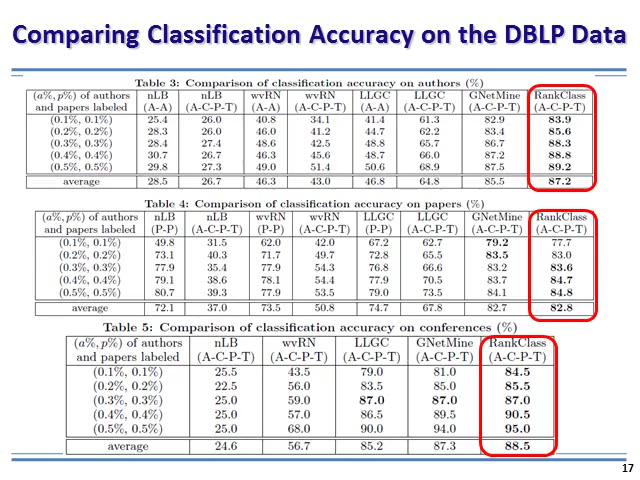 Comparing Classification Accuracy on the DBLP Data
Table 3: Comparison of classification accuracy on authors (%)
(a%, p%) of authors nLB nLB wvRN wvRN LLGC LLGC GNetMine RankClass
and papers labeled (A-A) (A-C-P-T) (A-A) (A-C-P-T) (A-A) (A-C-P-T) (A-C-P-T) (A-C-P-T)
(0.1%, 0.1%) 25.4 26.0 40.8 34.1 41.4 61.3 82.9 83.9
(0.2%, 0.2%) 28.3 26.0 46.0 41.2 44.7 62.2 83.4 85.6
(0.3%, 0.3%) 28.4 27.4 48.6 42.5 48.8 65.7 86.7 88.3
(0.4%, 0.4%) 30.7 26.7 46.3 45.6 48.7 66.0 87.2 88.8
(0.5%, 0.5%) 29.8 27.3 49.0 51.4 50.6 68.9 87.5 89.2
average 28.5 26.7 46.3 43.0 46.8 64.8 85.5 87.2
Table 4: Comparison of classification accuracy on papers (%)
(a%, p%) of authors nLB nLB wvRN wvRN LLGC LLGC GNetMine RankClass
and papers labeled (P-P) (A-C-P-T) (P-P) (A-C-P-T) (P-P) (A-C-P-T) (A-C-P-T) (A-C-P-T)
(0.1%, 0.1%) 49.8 31.5 62.0 42.0 67.2 62.7 79.2 77.7
(0.2%, 0.2%) 73.1 40.3 71.7 49.7 72.8 65.5 83.5 83.0
(0.3%, 0.3%) 77.9 35.4 77.9 54.3 76.8 66.6 83.2 83.6
(0.4%, 0.4%) 79.1 38.6 78.1 54.4 77.9 70.5 83.7 84.7
(0.5%, 0.5%) 80.7 39.3 77.9 53.5 79.0 73.5 84.1 84.8
average 72.1 37.0 73.5 50.8 74.7 67.8 82.7 82.8
Table 5: Comparison of classification accuracy on conferences (%)
(a%, p%) of authors nLB wvRN LLGC GNetMine RankClass
and papers labeled (A-C-P-T) (A-C-P-T) (A-C-P-T) (A-C-P-T) (A-C-P-T)
(0.1%, 0.1%) 25.5 43.5 79.0 81.0 84.5
(0.2%, 0.2%) 22.5 56.0 83.5 85.0 85.5
(0.3%, 0.3%) 25.0 59.0 87.0 87.0 87.0
(0.4%, 0.4%) 25.0 57.0 86.5 89.5 90.5
(0.5%, 0.5%) 25.0 68.0 90.0 94.0 95.0
average 24.6 56.7 85.2 87.3 88.5
17